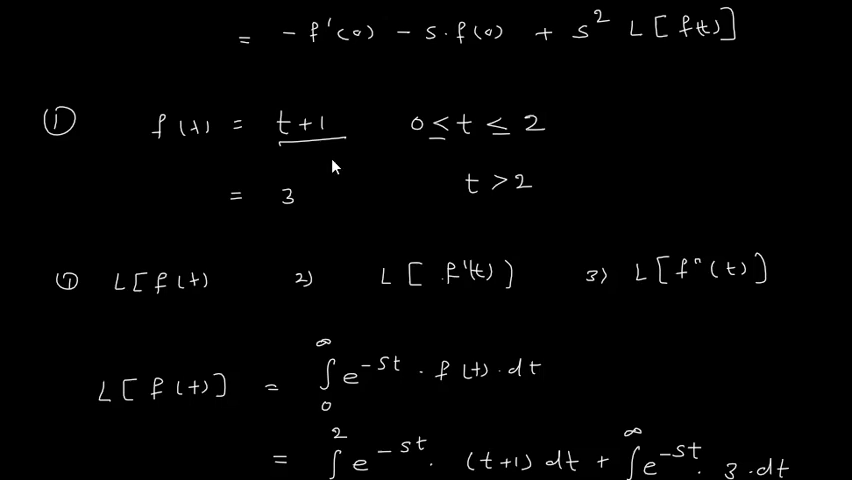 = - f'(0) - s.f(0) + s² L[f(t)]
① f(t) = t+1 0 ≤ t ≤ 2
= 3 t > 2
① L[f(t) 2) L[f'(t)] 3) L[f"(t)]
L[f(t)] = ∫₀^∞ e^-st . f(t).dt
= ∫^2 e^-st. (t+1) dt + ∫^∞ e^-st. 3.dt